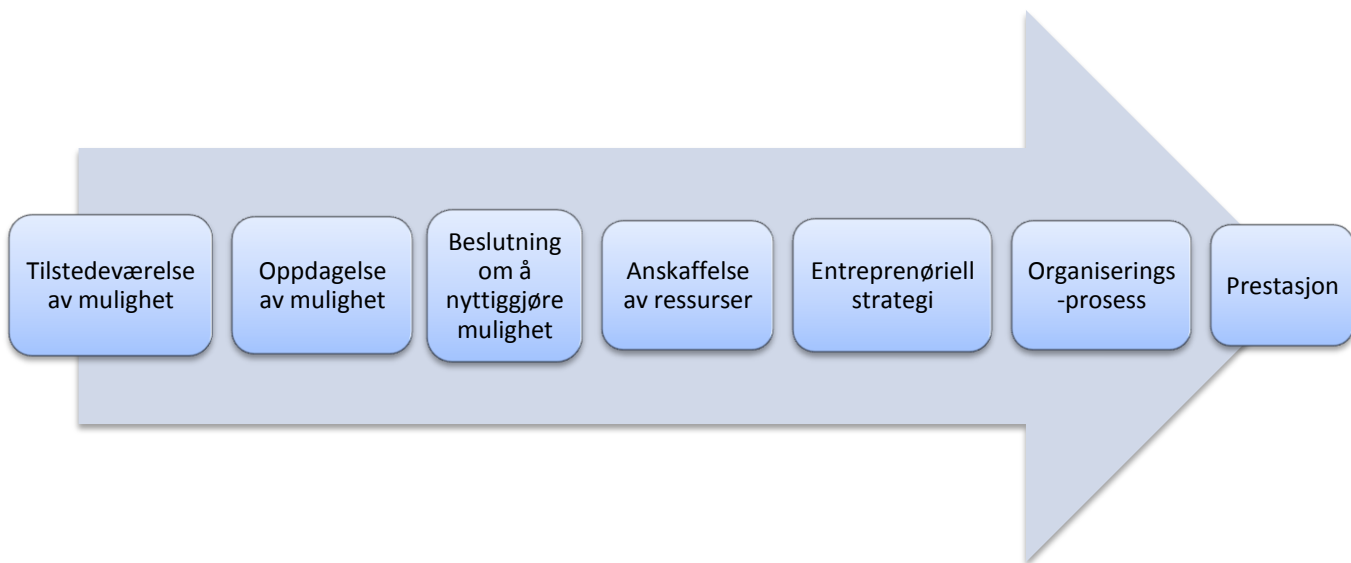 Tilstedeværelse
av mulighet
Oppdagelse
av mulighet
Beslutning
om å
nyttiggjøre
mulighet
Anskaffelse
av ressurser
Entreprenøriell
strategi
Organiserings
-prosess
Prestasjon